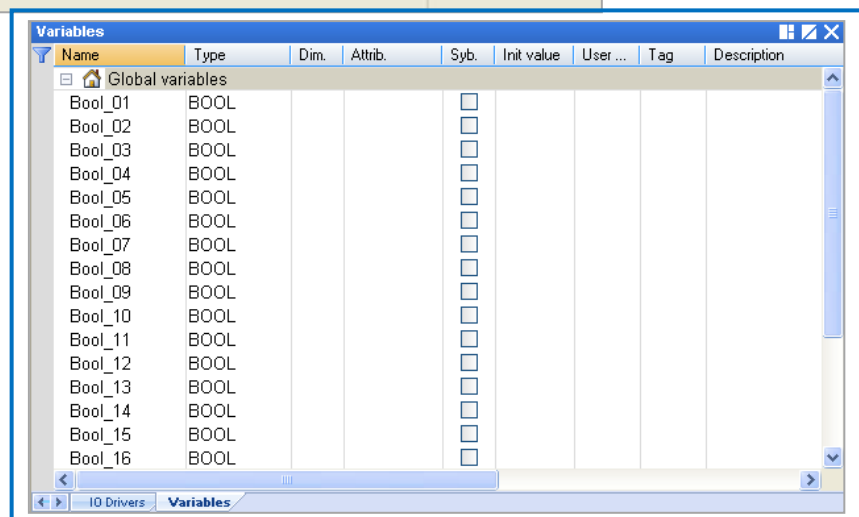 Variables
Name Type Dim. Attrib. Syb. Init value User ... Tag Description
Global variables
Bool_01 BOOL
Bool_02 BOOL
Bool_03 BOOL
Bool_04 BOOL
Bool_05 BOOL
Bool_06 BOOL
Bool_07 BOOL
Bool_08 BOOL
Bool_09 BOOL
Bool_10 BOOL
Bool_11 BOOL
Bool_12 BOOL
Bool_13 BOOL
Bool_14 BOOL
Bool_15 BOOL
Bool_16 BOOL
IO Drivers Variables